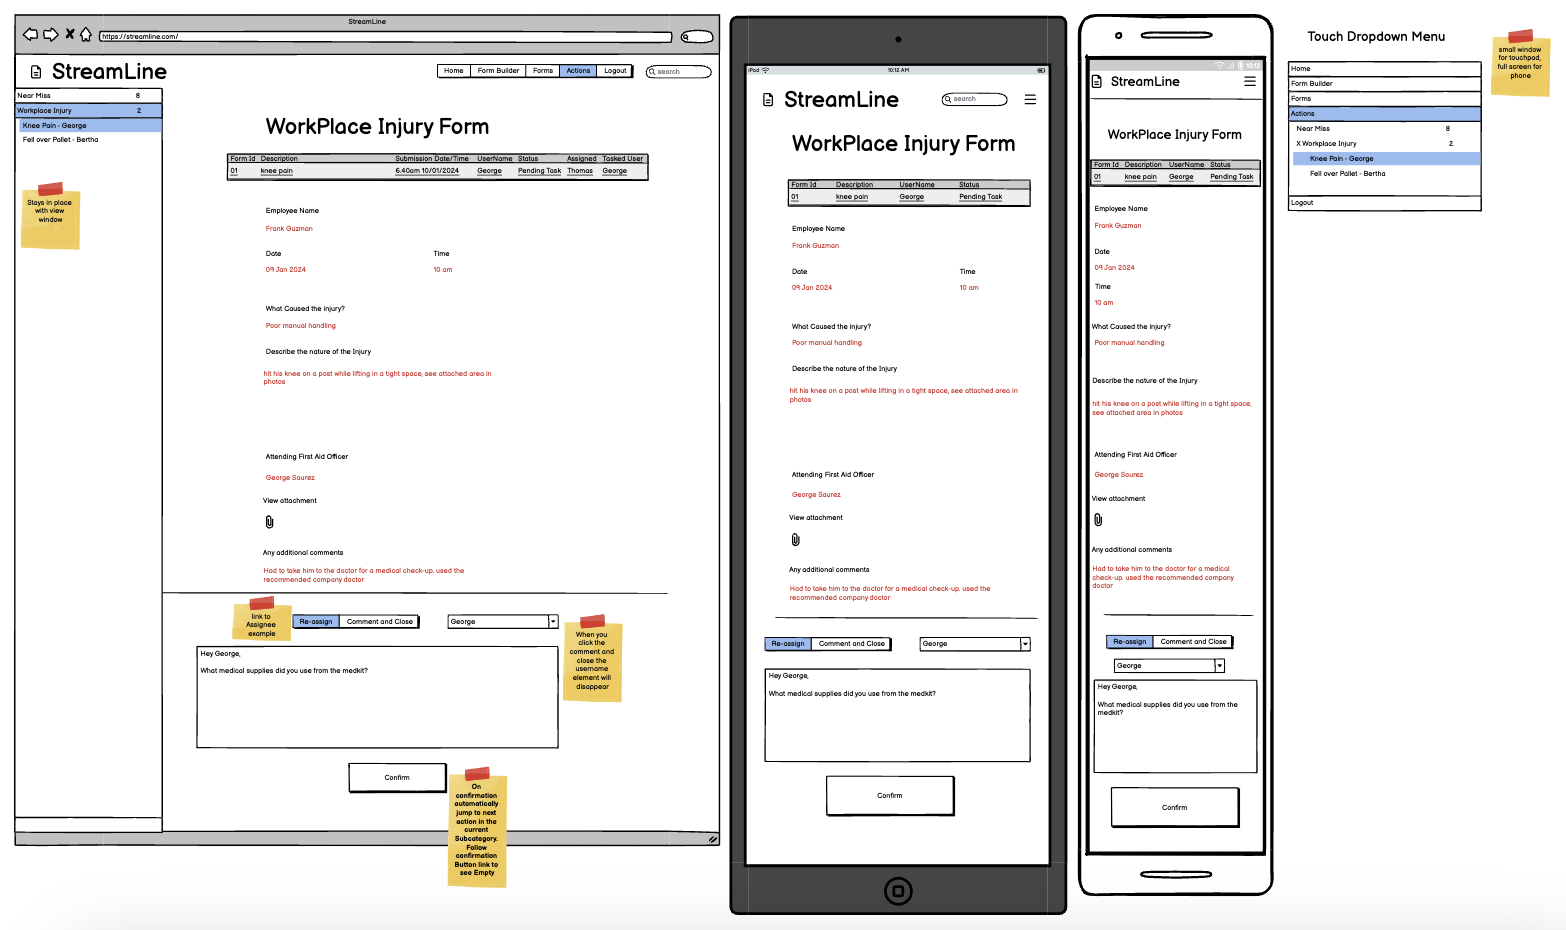 StreamLine
https://streamline.com/
StreamLine
Home Form Builder Forms Actions Logout
search
Near Miss 8
Workplace Injury 2
Knee Pain - George
Fell over Pallet - Bertha
Stays in place
with view
window
WorkPlace Injury Form
Form Id Description Submission Date/Time UserName Status Assigned Tasked User
01 knee pain 6.40am 10/01/2024 George Pending Task Thomas George
Employee Name
Frank Guzman
Date Time
09 Jan 2024 10 am
What Caused the injury?
Poor manual handling
Describe the nature of the Injury
hit his knee on a post while lifting in a tight space, see attached area in
photos
Attending First Aid Officer
George Saurez
View attachment
Any additional comments
Had to take him to the doctor for a medical check-up. used the
recommended company doctor
link to
Assignee
example
Re-assign Comment and Close
George
When you
click the
comment and
close the
username
element will
disappear
Hey George,
What medical supplies did you use from the medkit?
Confirm
On
confirmation
automatically
jump to next
action in the
current
Subcategory.
Follow
confirmation
Button link to
see Empty
iPad 10:12 AM
StreamLine
search
WorkPlace Injury Form
Form Id Description UserName Status
01 knee pain George Pending Task
Employee Name
Frank Guzman
Date Time
09 Jan 2024 10 am
What Caused the injury?
Poor manual handling
Describe the nature of the Injury
hit his knee on a post while lifting in a tight space, see attached area in
photos
Attending First Aid Officer
George Saurez
View attachment
Any additional comments
Had to take him to the doctor for a medical check-up. used the
recommended company doctor
Re-assign Comment and Close
George
Hey George,
What medical supplies did you use from the medkit?
Confirm
10:12
StreamLine
WorkPlace Injury Form
Form Id Description UserName Status
01 knee pain George Pending Task
Employee Name
Frank Guzman
Date
09 Jan 2024
Time
10 am
What Caused the injury?
Poor manual handling
Describe the nature of the Injury
hit his knee on a post while lifting in a tight space,
see attached area in photos
Attending First Aid Officer
George Saurez
View attachment
Any additional comments
Had to take him to the doctor for a medical
check-up. used the recommended company
doctor
Re-assign Comment and Close
George
Hey George,
What medical supplies did you use from the
medkit?
Confirm
Touch Dropdown Menu
Home
Form Builder
Forms
Actions
Near Miss 8
X Workplace Injury 2
Knee Pain - George
Fell over Pallet - Bertha
Logout
small window
for touchpad,
full screen for
phone